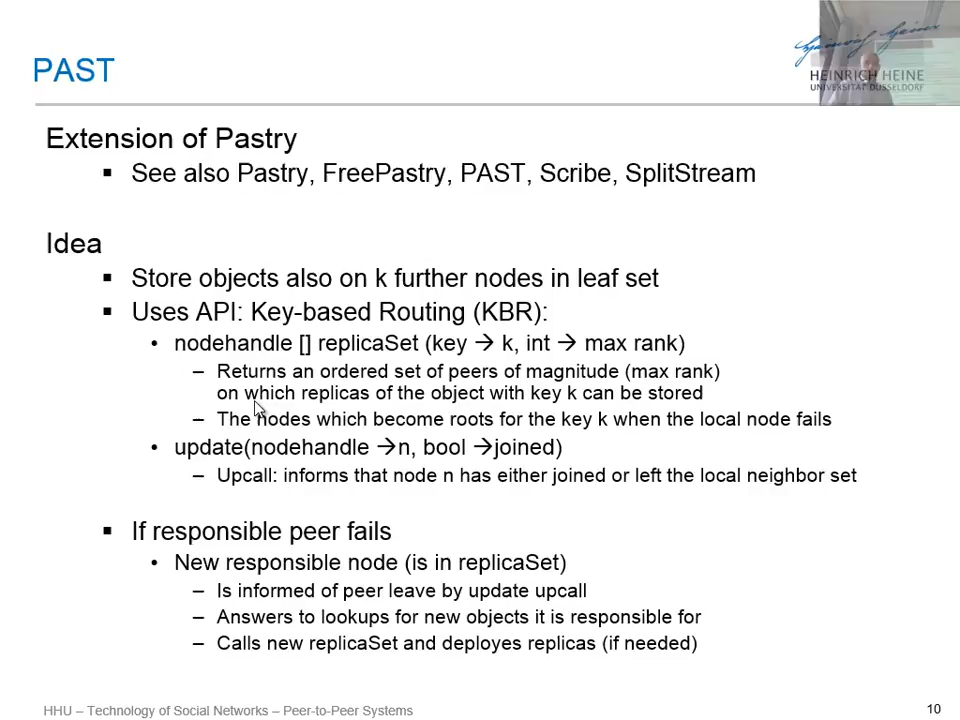 PAST
Heinrich Heine
HEINRICH HEINE
UNIVERSITÄT DÜSSELDORF
Extension of Pastry
▪ See also Pastry, FreePastry, PAST, Scribe, SplitStream
Idea
▪ Store objects also on k further nodes in leaf set
▪ Uses API: Key-based Routing (KBR):
• nodehandle [] replicaSet (key → k, int → max rank)
– Returns an ordered set of peers of magnitude (max rank)
on which replicas of the object with key k can be stored
– The nodes which become roots for the key k when the local node fails
• update(nodehandle →n, bool →joined)
– Upcall: informs that node n has either joined or left the local neighbor set
▪ If responsible peer fails
• New responsible node (is in replicaSet)
– Is informed of peer leave by update upcall
– Answers to lookups for new objects it is responsible for
– Calls new replicaSet and deployes replicas (if needed)
HHU – Technology of Social Networks – Peer-to-Peer Systems
10